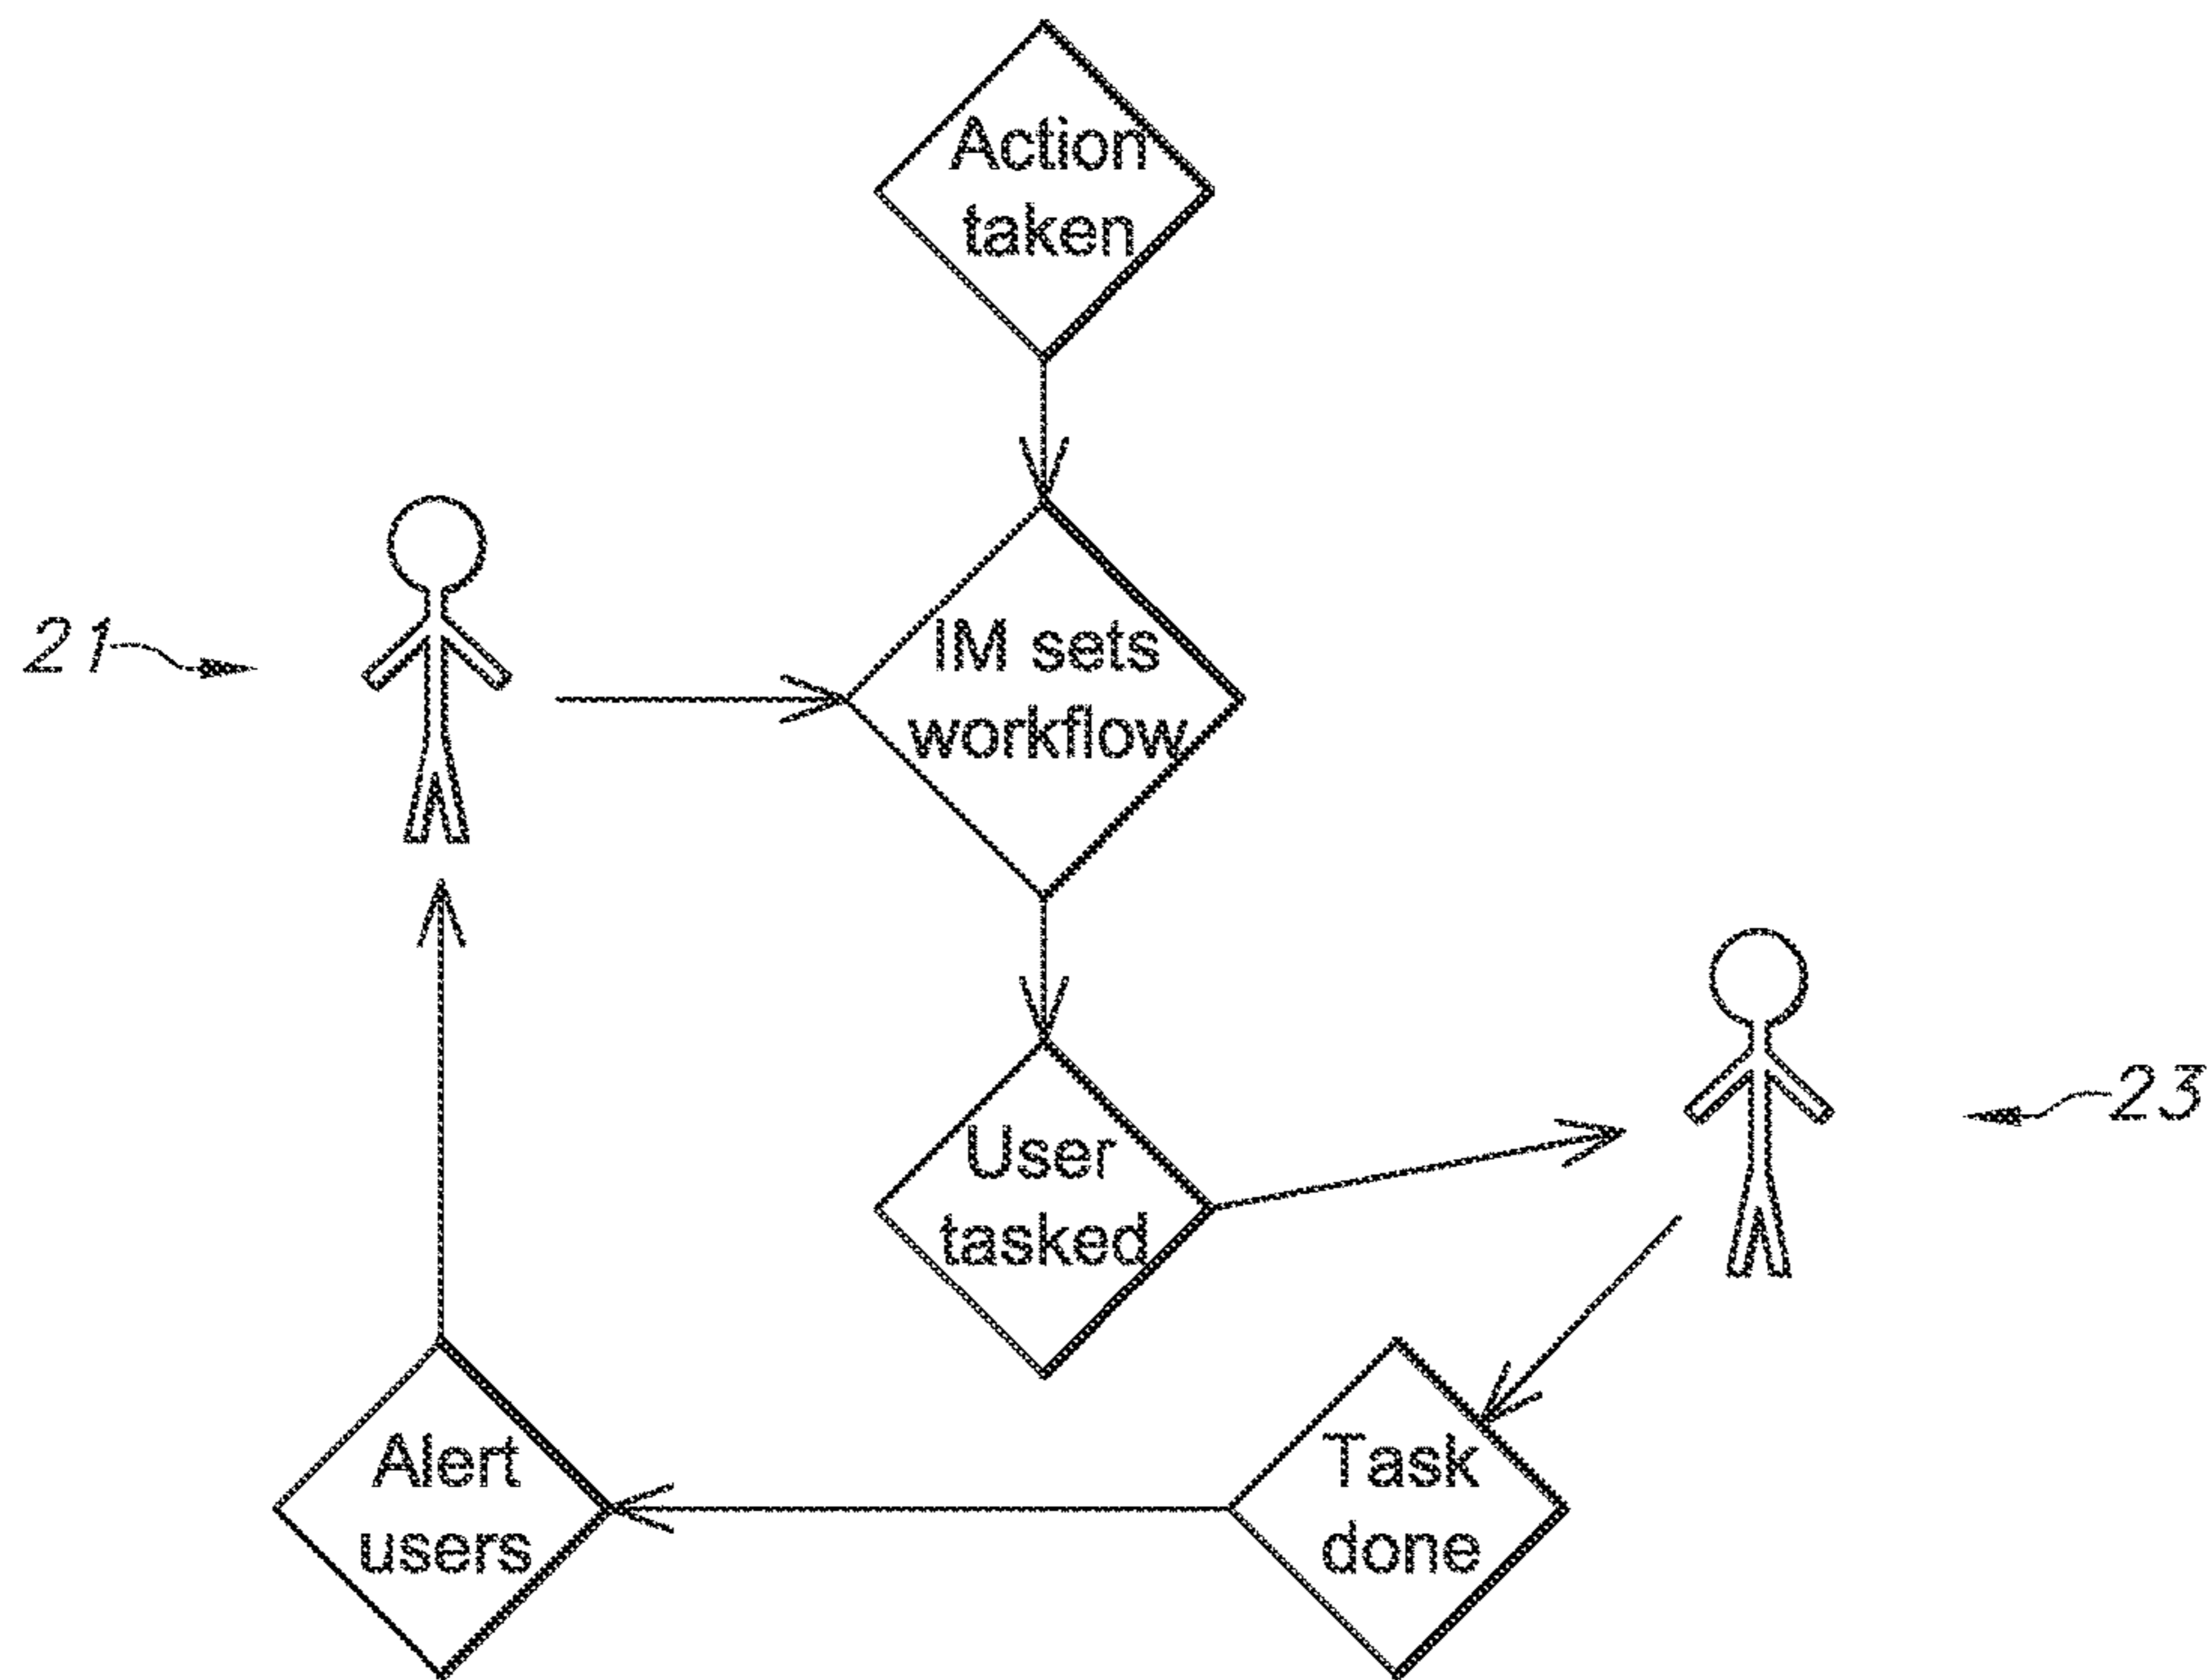 Action
taken
21
IM sets
workflow
User
tasked
23
Alert
users
Task
done